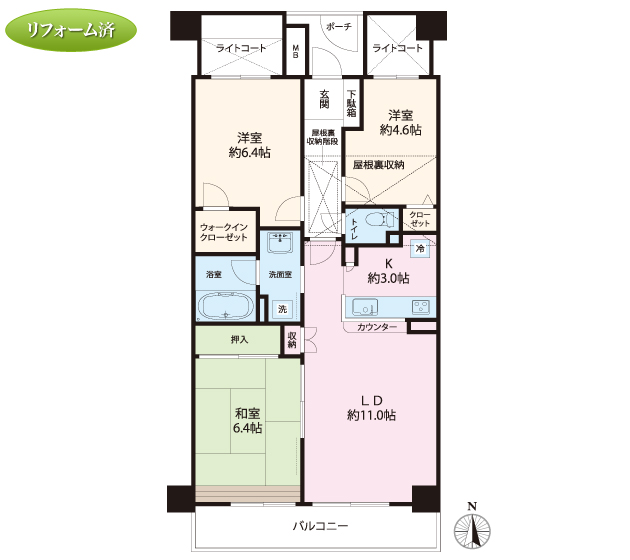 リフォーム済
ポーチ
ライトコート
MB
ライトコート
玄関
下駄箱
洋室
約6.4帖
洋室
約4.6帖
屋根裏
収納階段
屋根裏収納
トイレ
クロー
ゼット
ウォークイン
クローゼット
浴室
洗面室
洗
K
約3.0帖
冷
カウンター
押入
収納
和室
6.4帖
LD
約11.0帖
バルコニー
N